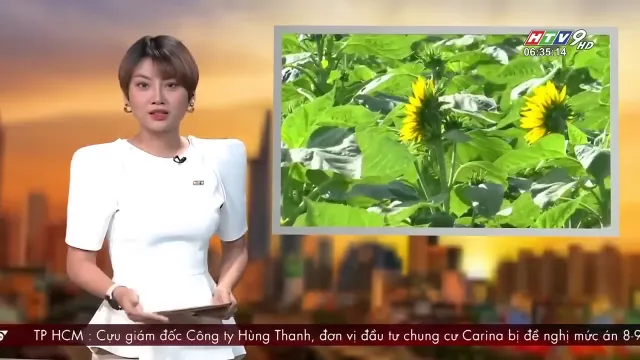 HTV9 HD
06:35:14
TP HCM : Cựu giám đốc Công ty Hùng Thanh, đơn vị đầu tư chung cư Carina bị đề nghị mức án 8-9